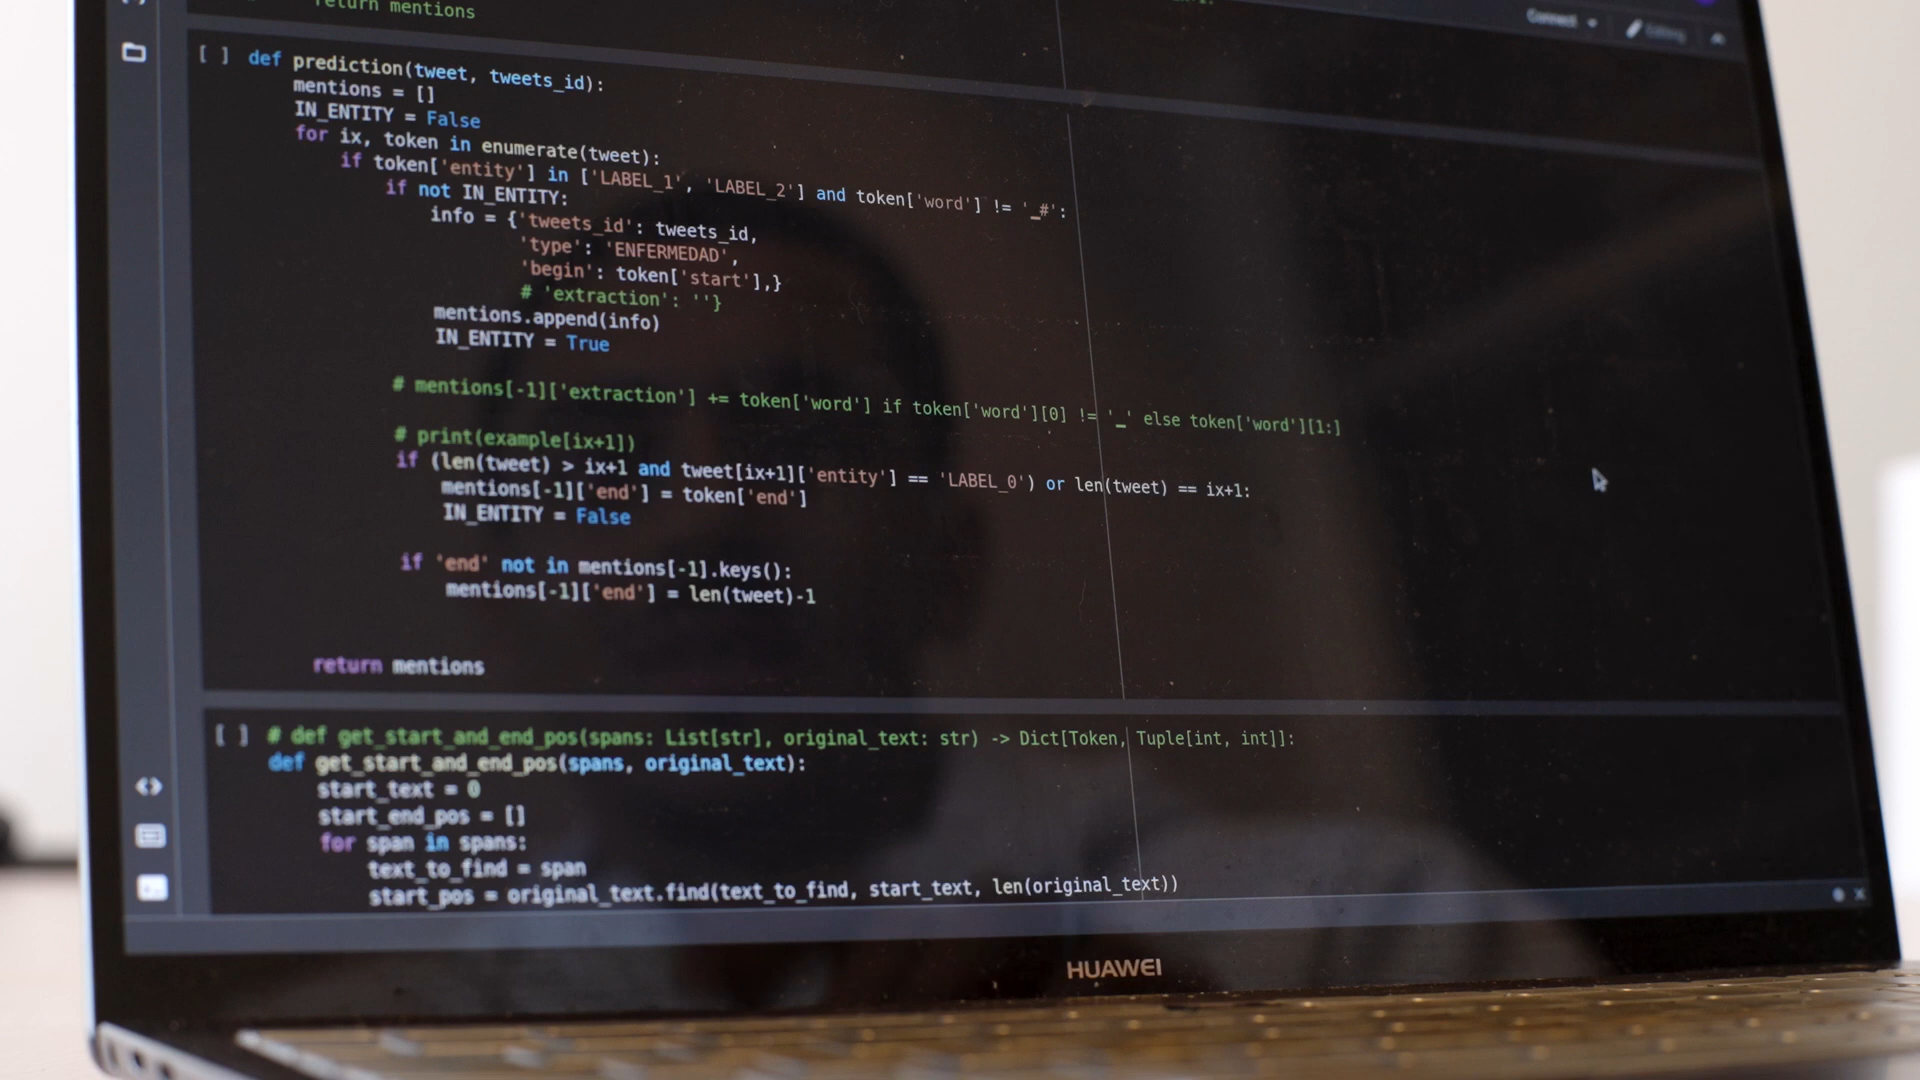 return mentions
Connect
Editing
[ ] def prediction(tweet, tweets_id):
mentions = []
IN_ENTITY = False
for ix, token in enumerate(tweet):
if token['entity'] in ['LABEL_1', 'LABEL_2'] and token['word'] != '_#':
if not IN_ENTITY:
info = {'tweets_id': tweets_id,
'type': 'ENFERMEDAD',
'begin': token['start'],}
# 'extraction': ''}
mentions.append(info)
IN_ENTITY = True
# mentions[-1]['extraction'] += token['word'] if token['word'][0] != '_' else token['word'][1:]
# print(example[ix+1])
if (len(tweet) > ix+1 and tweet[ix+1]['entity'] == 'LABEL_0') or len(tweet) == ix+1:
mentions[-1]['end'] = token['end']
IN_ENTITY = False
if 'end' not in mentions[-1].keys():
mentions[-1]['end'] = len(tweet)-1
return mentions
[ ] # def get_start_and_end_pos(spans: List[str], original_text: str) -> Dict[Token, Tuple[int, int]]:
def get_start_and_end_pos(spans, original_text):
start_text = 0
start_end_pos = []
for span in spans:
text_to_find = span
start_pos = original_text.find(text_to_find, start_text, len(original_text))
HUAWEI